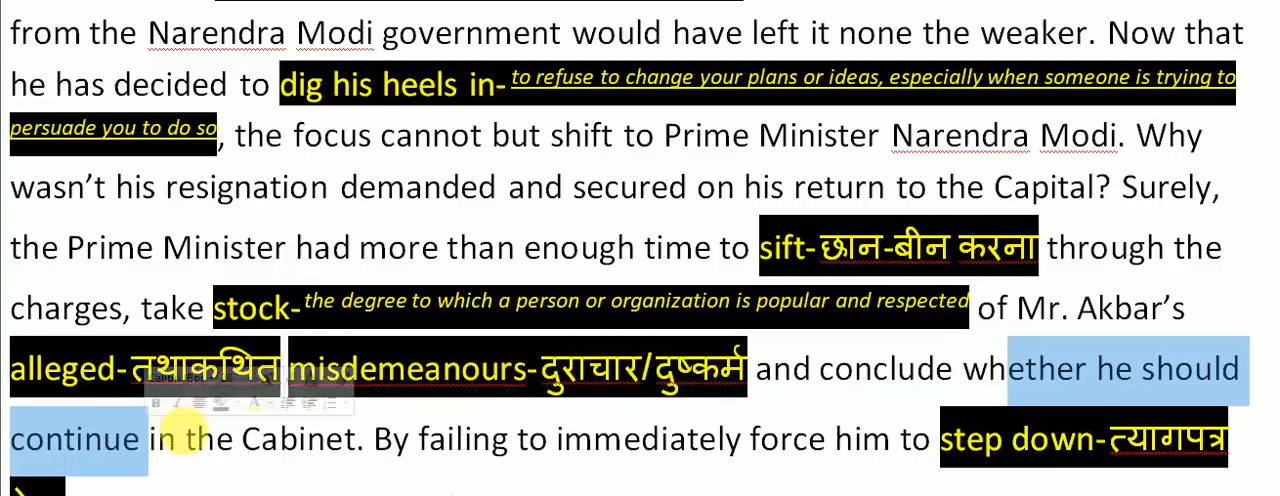 from the Narendra Modi government would have left it none the weaker. Now that
he has decided to dig his heels in- to refuse to change your plans or ideas, especially when someone is trying to
persuade you to do so, the focus cannot but shift to Prime Minister Narendra Modi. Why
wasn't his resignation demanded and secured on his return to the Capital? Surely,
the Prime Minister had more than enough time to sift-छान-बीन करना through the
charges, take stock-the degree to which a person or organization is popular and respected of Mr. Akbar's
alleged-तथाकथित misdemeanours-दुराचार/दुष्कर्म and conclude whether he should
continue in the Cabinet. By failing to immediately force him to step down-त्यागपत्र